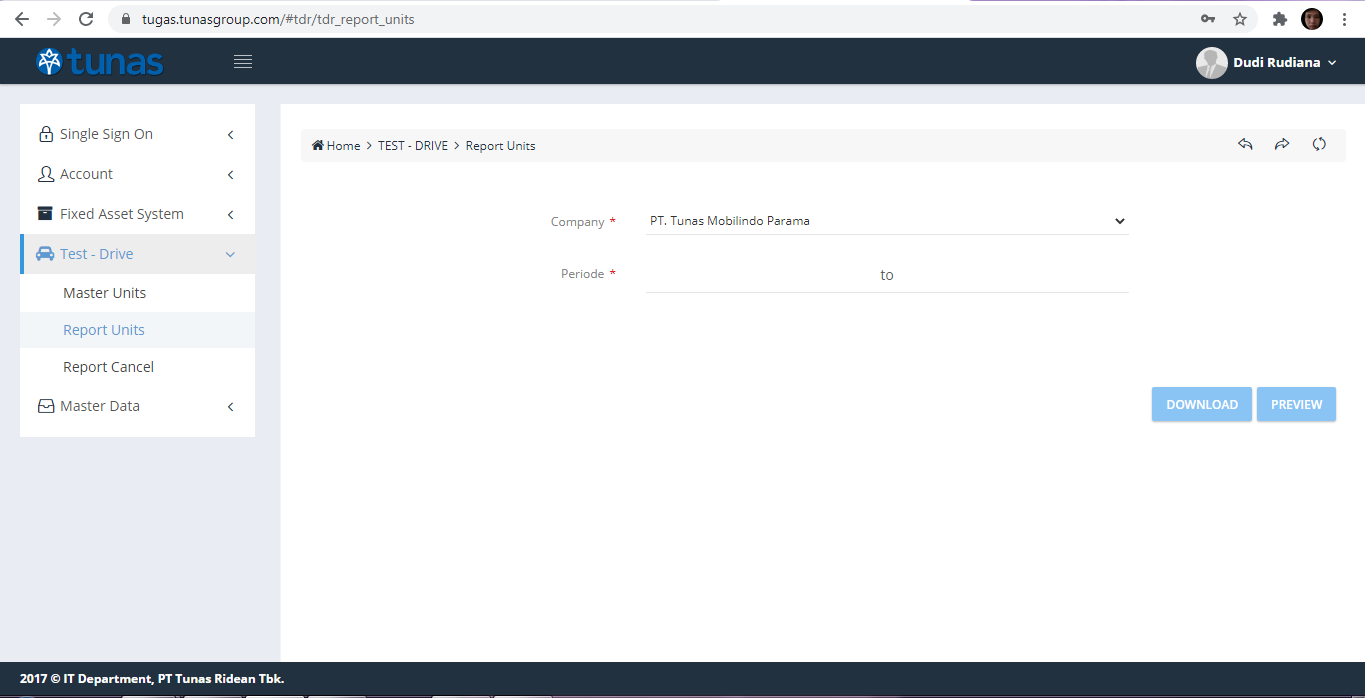 tugas.tunasgroup.com/#tdr/tdr_report_units
tunas
Dudi Rudiana
Single Sign On
Account
Fixed Asset System
Test - Drive
Master Units
Report Units
Report Cancel
Master Data
Home > TEST - DRIVE > Report Units
Company * PT. Tunas Mobilindo Parama
Periode * to
DOWNLOAD PREVIEW
2017 © IT Department, PT Tunas Ridean Tbk.